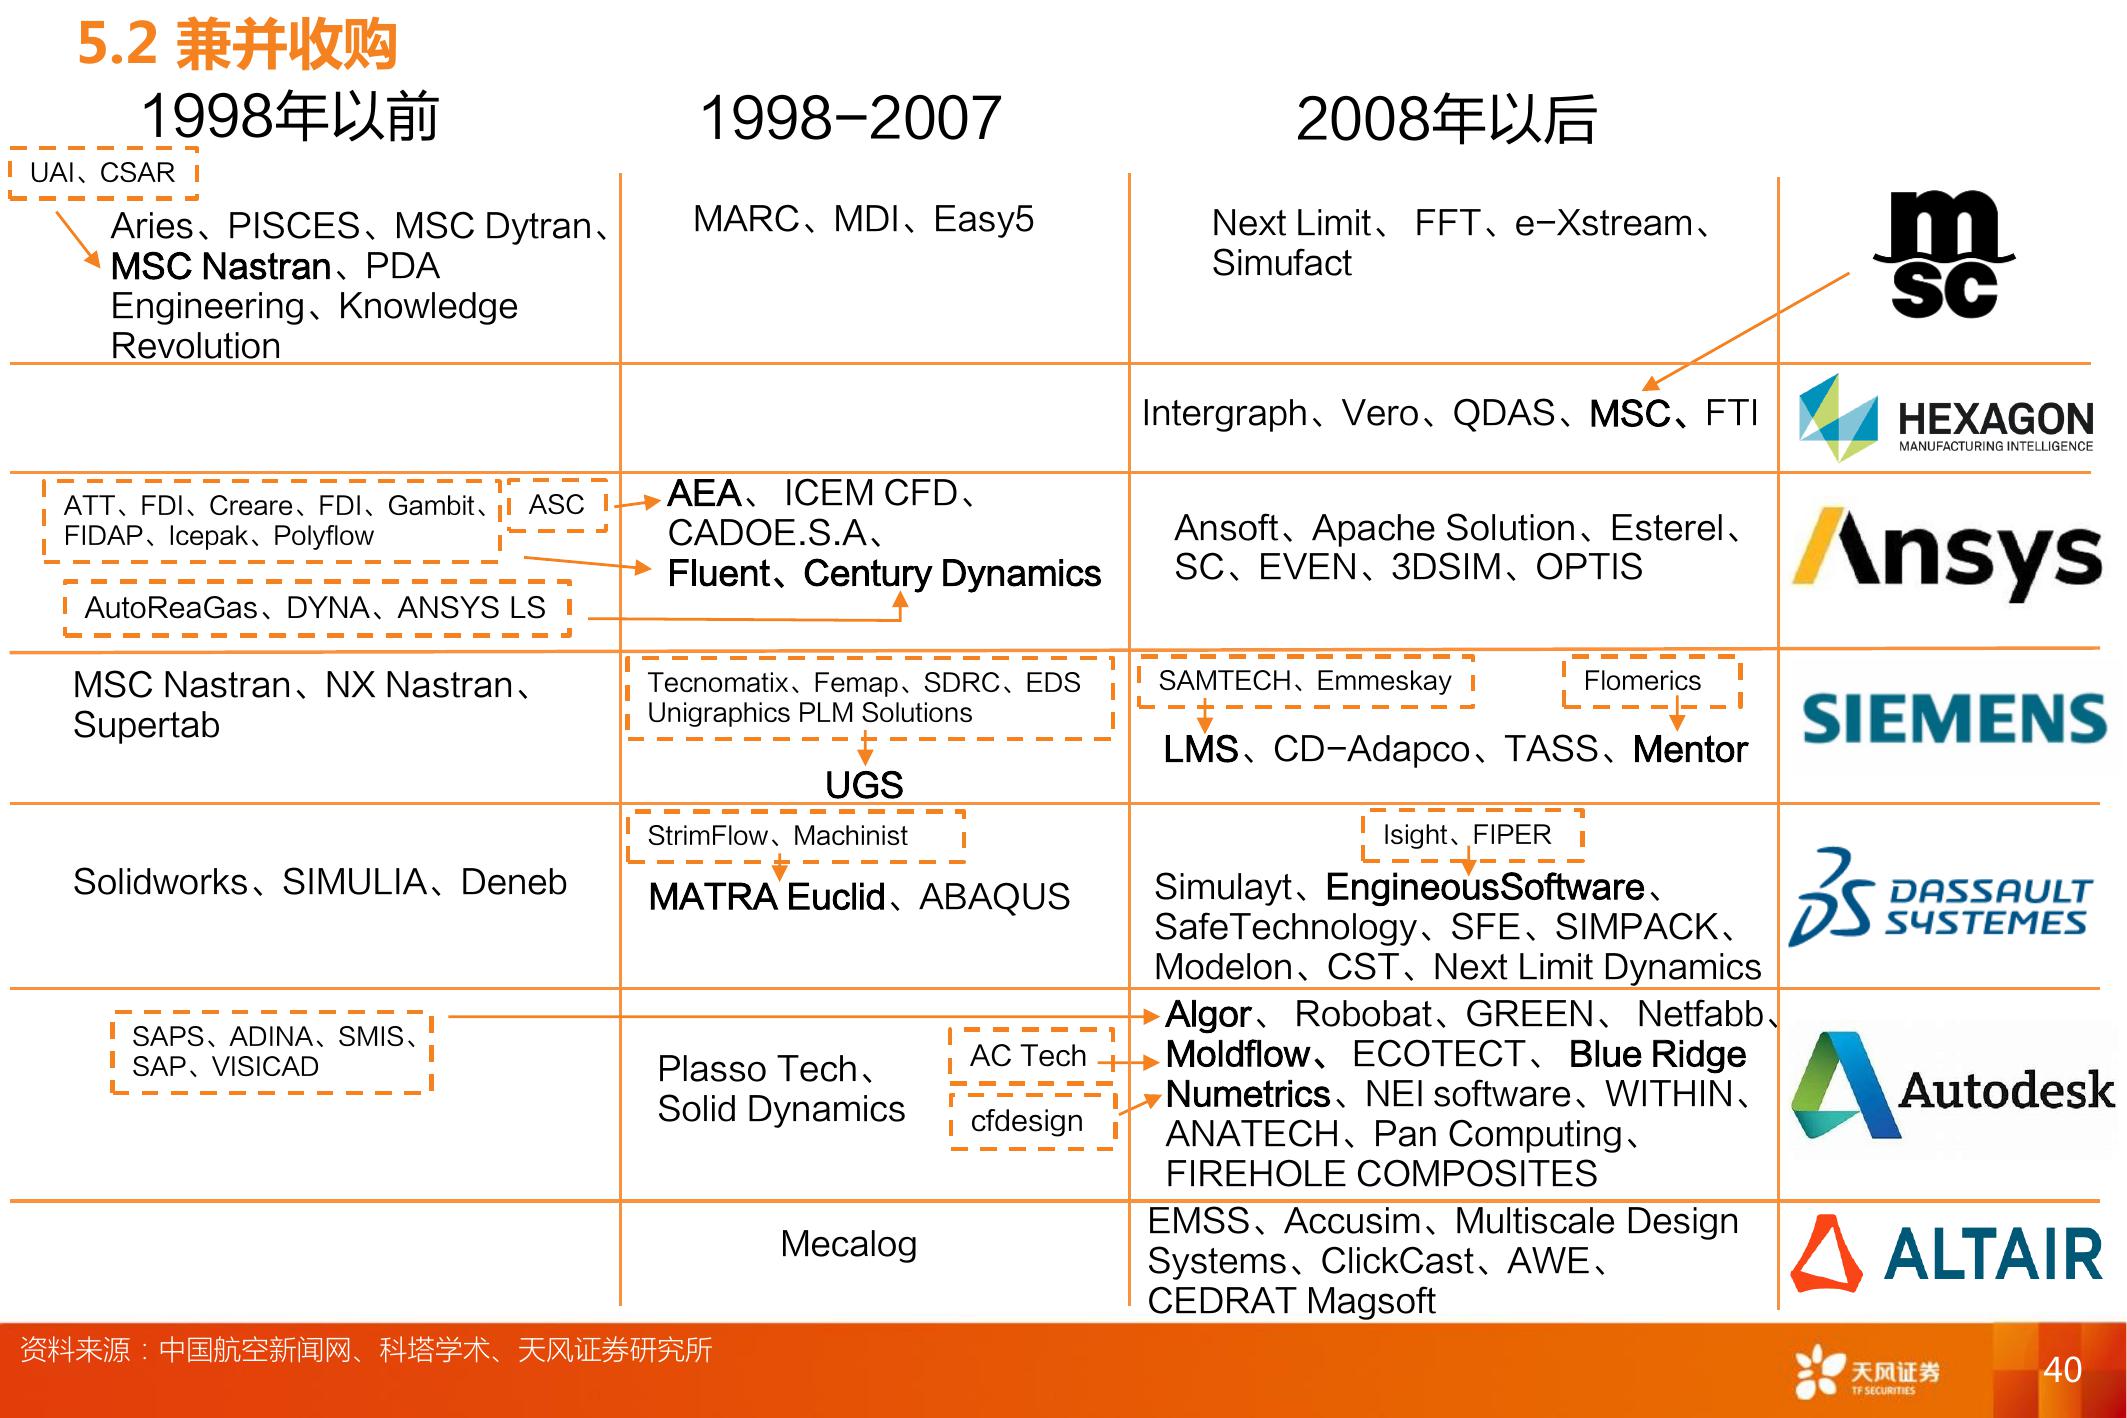 5.2 兼并收购
1998年以前
1998-2007
2008年以后
UAI、CSAR
Aries、PISCES、MSC Dytran、
MSC Nastran、PDA
Engineering、Knowledge
Revolution
MARC、MDI、Easy5
Next Limit、 FFT、e-Xstream、
Simufact
msc
Intergraph、Vero、QDAS、MSC、FTI
HEXAGON
MANUFACTURING INTELLIGENCE
ATT、FDI、Creare、FDI、Gambit、
FIDAP、Icepak、Polyflow
ASC
AutoReaGas、DYNA、ANSYS LS
AEA、 ICEM CFD、
CADOE.S.A、
Fluent、Century Dynamics
Ansoft、Apache Solution、Esterel、
SC、EVEN、3DSIM、OPTIS
Ansys
MSC Nastran、NX Nastran、
Supertab
Tecnomatix、Femap、SDRC、EDS
Unigraphics PLM Solutions
UGS
SAMTECH、Emmeskay
Flomerics
LMS、CD-Adapco、TASS、Mentor
SIEMENS
Solidworks、SIMULIA、Deneb
StrimFlow、Machinist
MATRA Euclid、ABAQUS
Isight、FIPER
Simulayt、EngineousSoftware、
SafeTechnology、SFE、SIMPACK、
Modelon、CST、Next Limit Dynamics
DASSAULT
SYSTEMES
SAPS、ADINA、SMIS、
SAP、VISICAD
Plasso Tech、
Solid Dynamics
AC Tech
cfdesign
Algor、 Robobat、GREEN、 Netfabb、
Moldflow、 ECOTECT、 Blue Ridge
Numetrics、NEI software、WITHIN、
ANATECH、Pan Computing、
FIREHOLE COMPOSITES
Autodesk
Mecalog
EMSS、Accusim、Multiscale Design
Systems、ClickCast、AWE、
CEDRAT Magsoft
ALTAIR
资料来源：中国航空新闻网、科塔学术、天风证券研究所
天风证券
TF SECURITIES
40